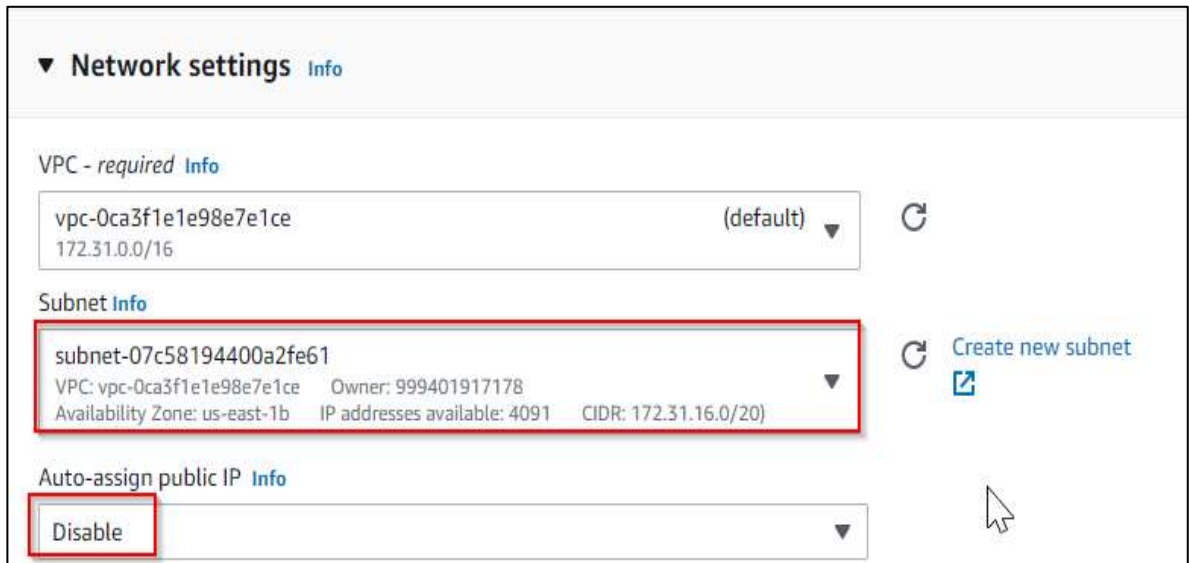 ▼ Network settings Info
VPC - required Info
vpc-0ca3f1e1e98e7e1ce (default)
172.31.0.0/16
Subnet Info
subnet-07c58194400a2fe61
VPC: vpc-0ca3f1e1e98e7e1ce Owner: 999401917178
Availability Zone: us-east-1b IP addresses available: 4091 CIDR: 172.31.16.0/20)
Create new subnet
Auto-assign public IP Info
Disable